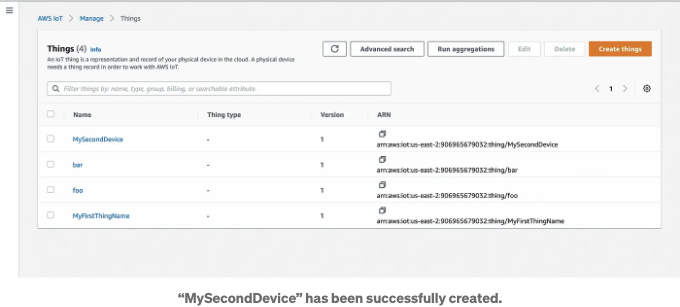 AWS IoT > Manage > Things
Things (4) Info
An IoT thing is a representation and record of your physical device in the cloud. A physical device
needs a thing record in order to work with AWS IoT.
Advanced search Run aggregations Edit Delete Create things
Filter things by: name, type, group, billing, or searchable attribute.
1
Name Thing type Version ARN
MySecondDevice - 1 arn:aws:iot:us-east-2:906965679032:thing/MySecondDevice
bar - 1 arn:aws:iot:us-east-2:906965679032:thing/bar
foo - 1 arn:aws:iot:us-east-2:906965679032:thing/foo
MyFirstThingName - 1 arn:aws:iot:us-east-2:906965679032:thing/MyFirstThingName
“MySecondDevice” has been successfully created.